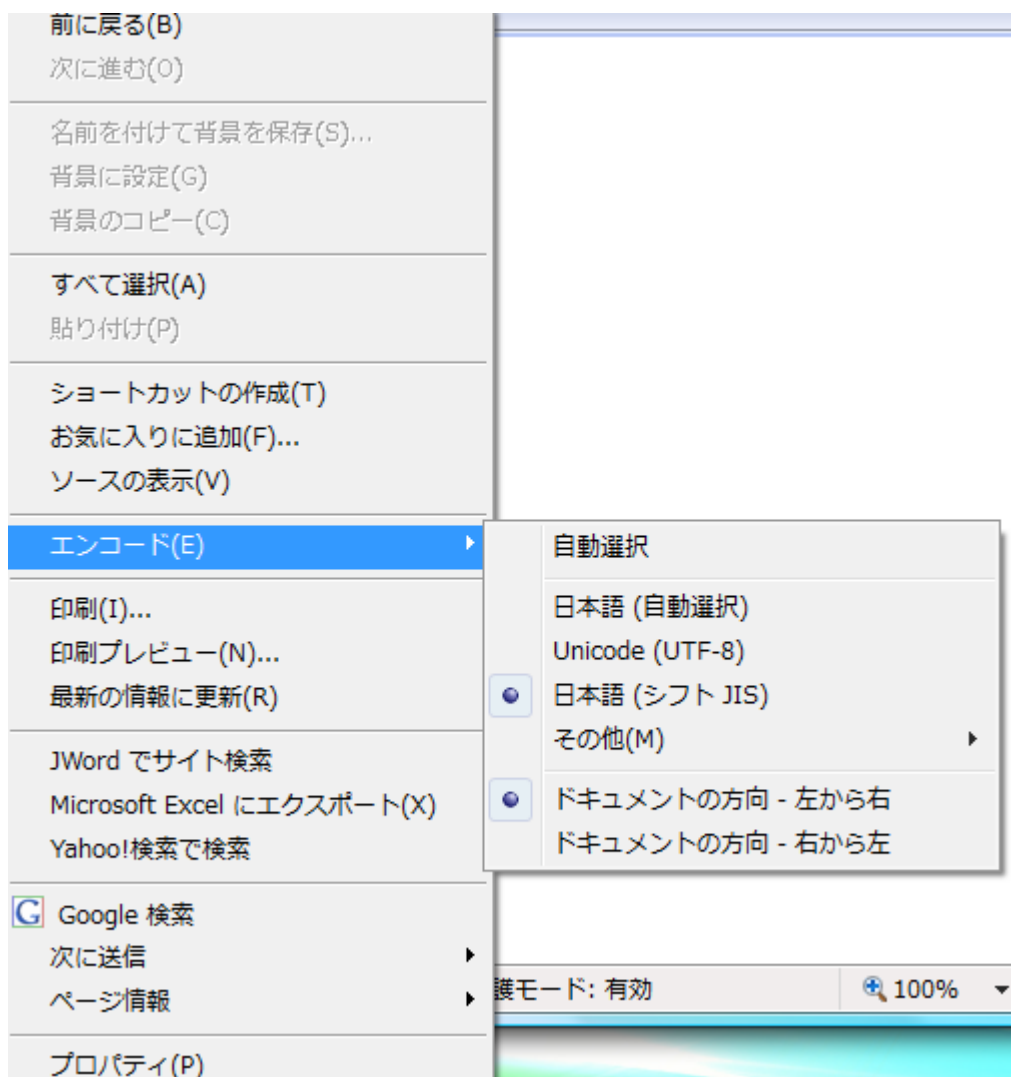 前に戻る(B)
次に進む(O)
名前を付けて背景を保存(S)...
背景に設定(G)
背景のコピー(C)
すべて選択(A)
貼り付け(P)
ショートカットの作成(T)
お気に入りに追加(F)...
ソースの表示(V)
エンコード(E)
自動選択
日本語 (自動選択)
Unicode (UTF-8)
日本語 (シフト JIS)
その他(M)
ドキュメントの方向 - 左から右
ドキュメントの方向 - 右から左
印刷(I)...
印刷プレビュー(N)...
最新の情報に更新(R)
JWord でサイト検索
Microsoft Excel にエクスポート(X)
Yahoo!検索で検索
G Google 検索
次に送信
ページ情報
プロパティ(P)
護モード: 有効
100%